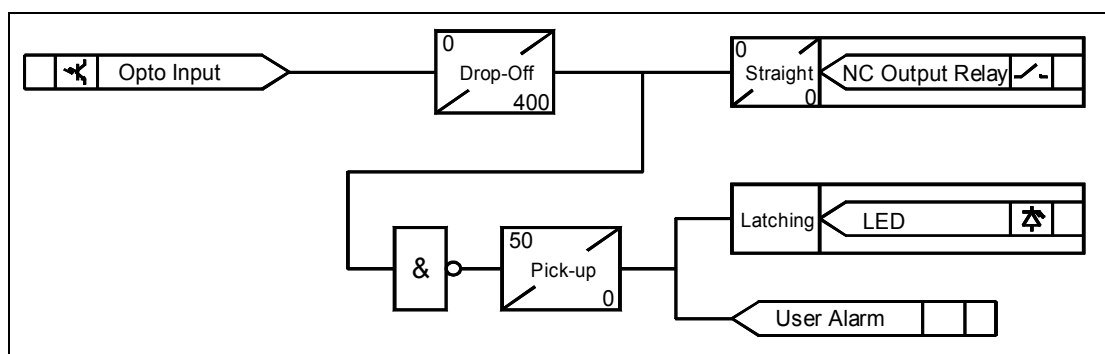 Opto Input
0
Drop-Off
400
0
Straight
0
NC Output Relay
&
50
Pick-up
0
Latching
LED
User Alarm